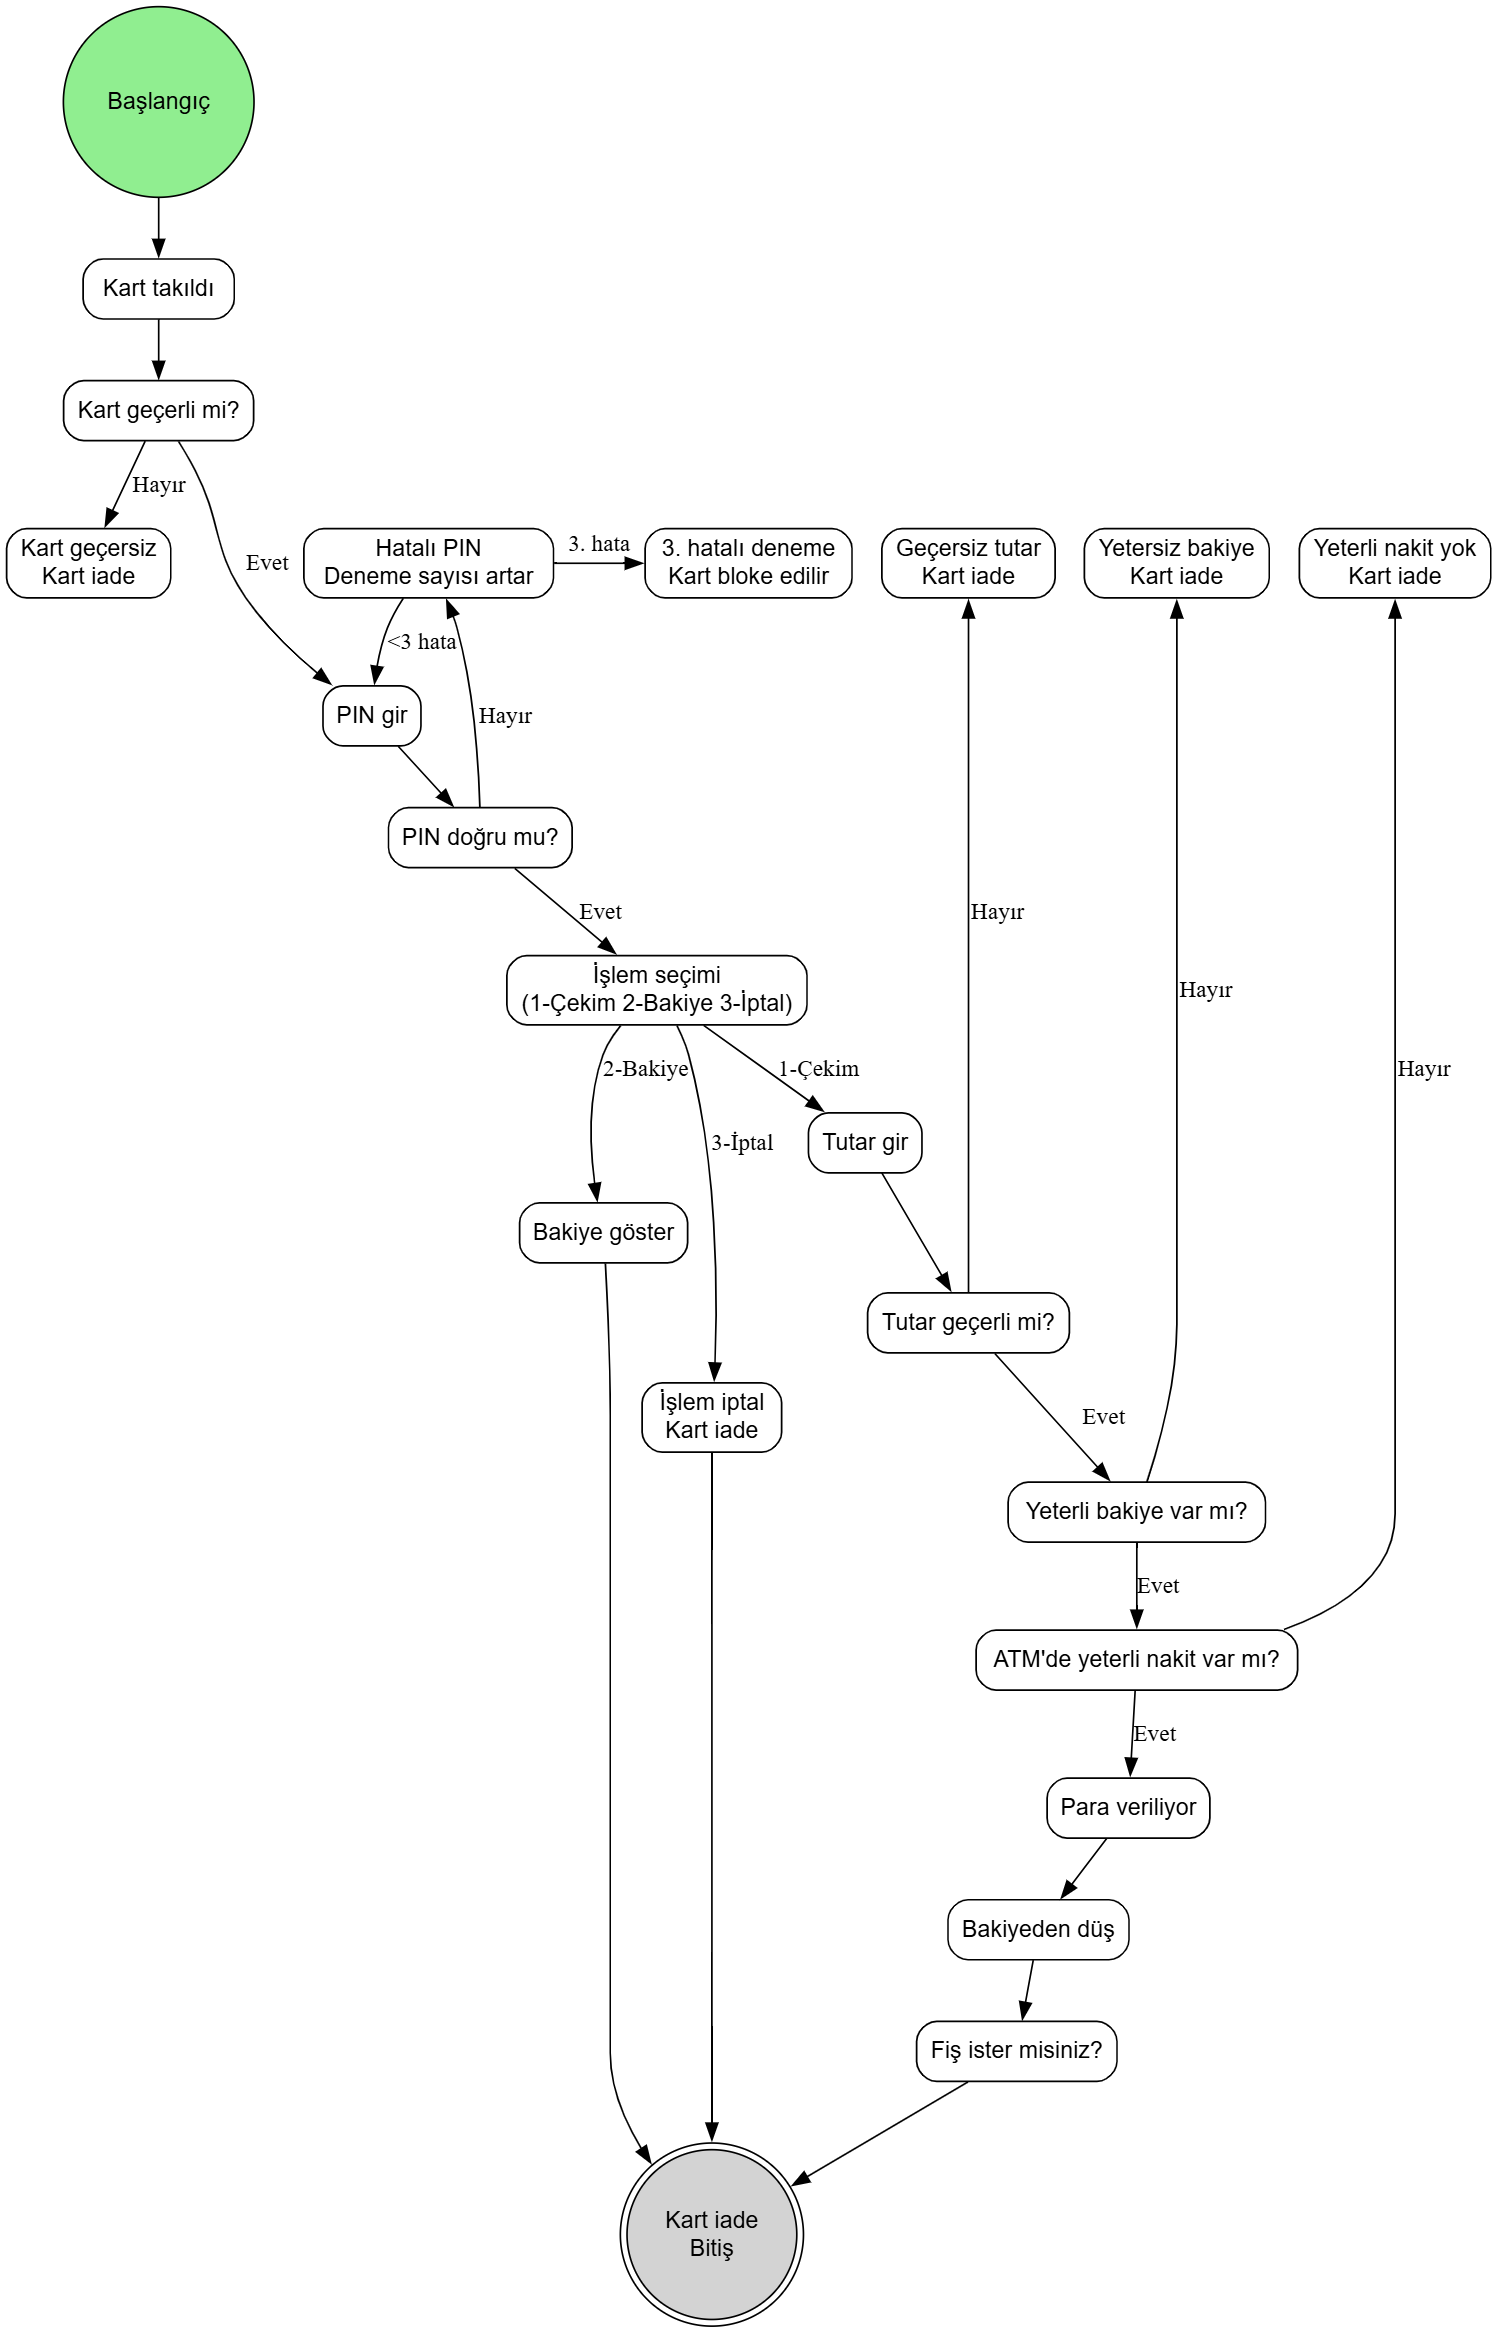 Başlangıç
Kart takıldı
Kart geçerli mi?
Hayır
Evet
Kart geçersiz
Kart iade
Hatalı PIN
Deneme sayısı artar
3. hata
3. hatalı deneme
Kart bloke edilir
Geçersiz tutar
Kart iade
Yetersiz bakiye
Kart iade
Yeterli nakit yok
Kart iade
<3 hata
PIN gir
Hayır
PIN doğru mu?
Evet
Hayır
İşlem seçimi
(1-Çekim 2-Bakiye 3-İptal)
Hayır
2-Bakiye
1-Çekim
Hayır
3-İptal
Tutar gir
Bakiye göster
Tutar geçerli mi?
İşlem iptal
Kart iade
Evet
Yeterli bakiye var mı?
Evet
ATM'de yeterli nakit var mı?
Evet
Para veriliyor
Bakiyeden düş
Fiş ister misiniz?
Kart iade
Bitiş